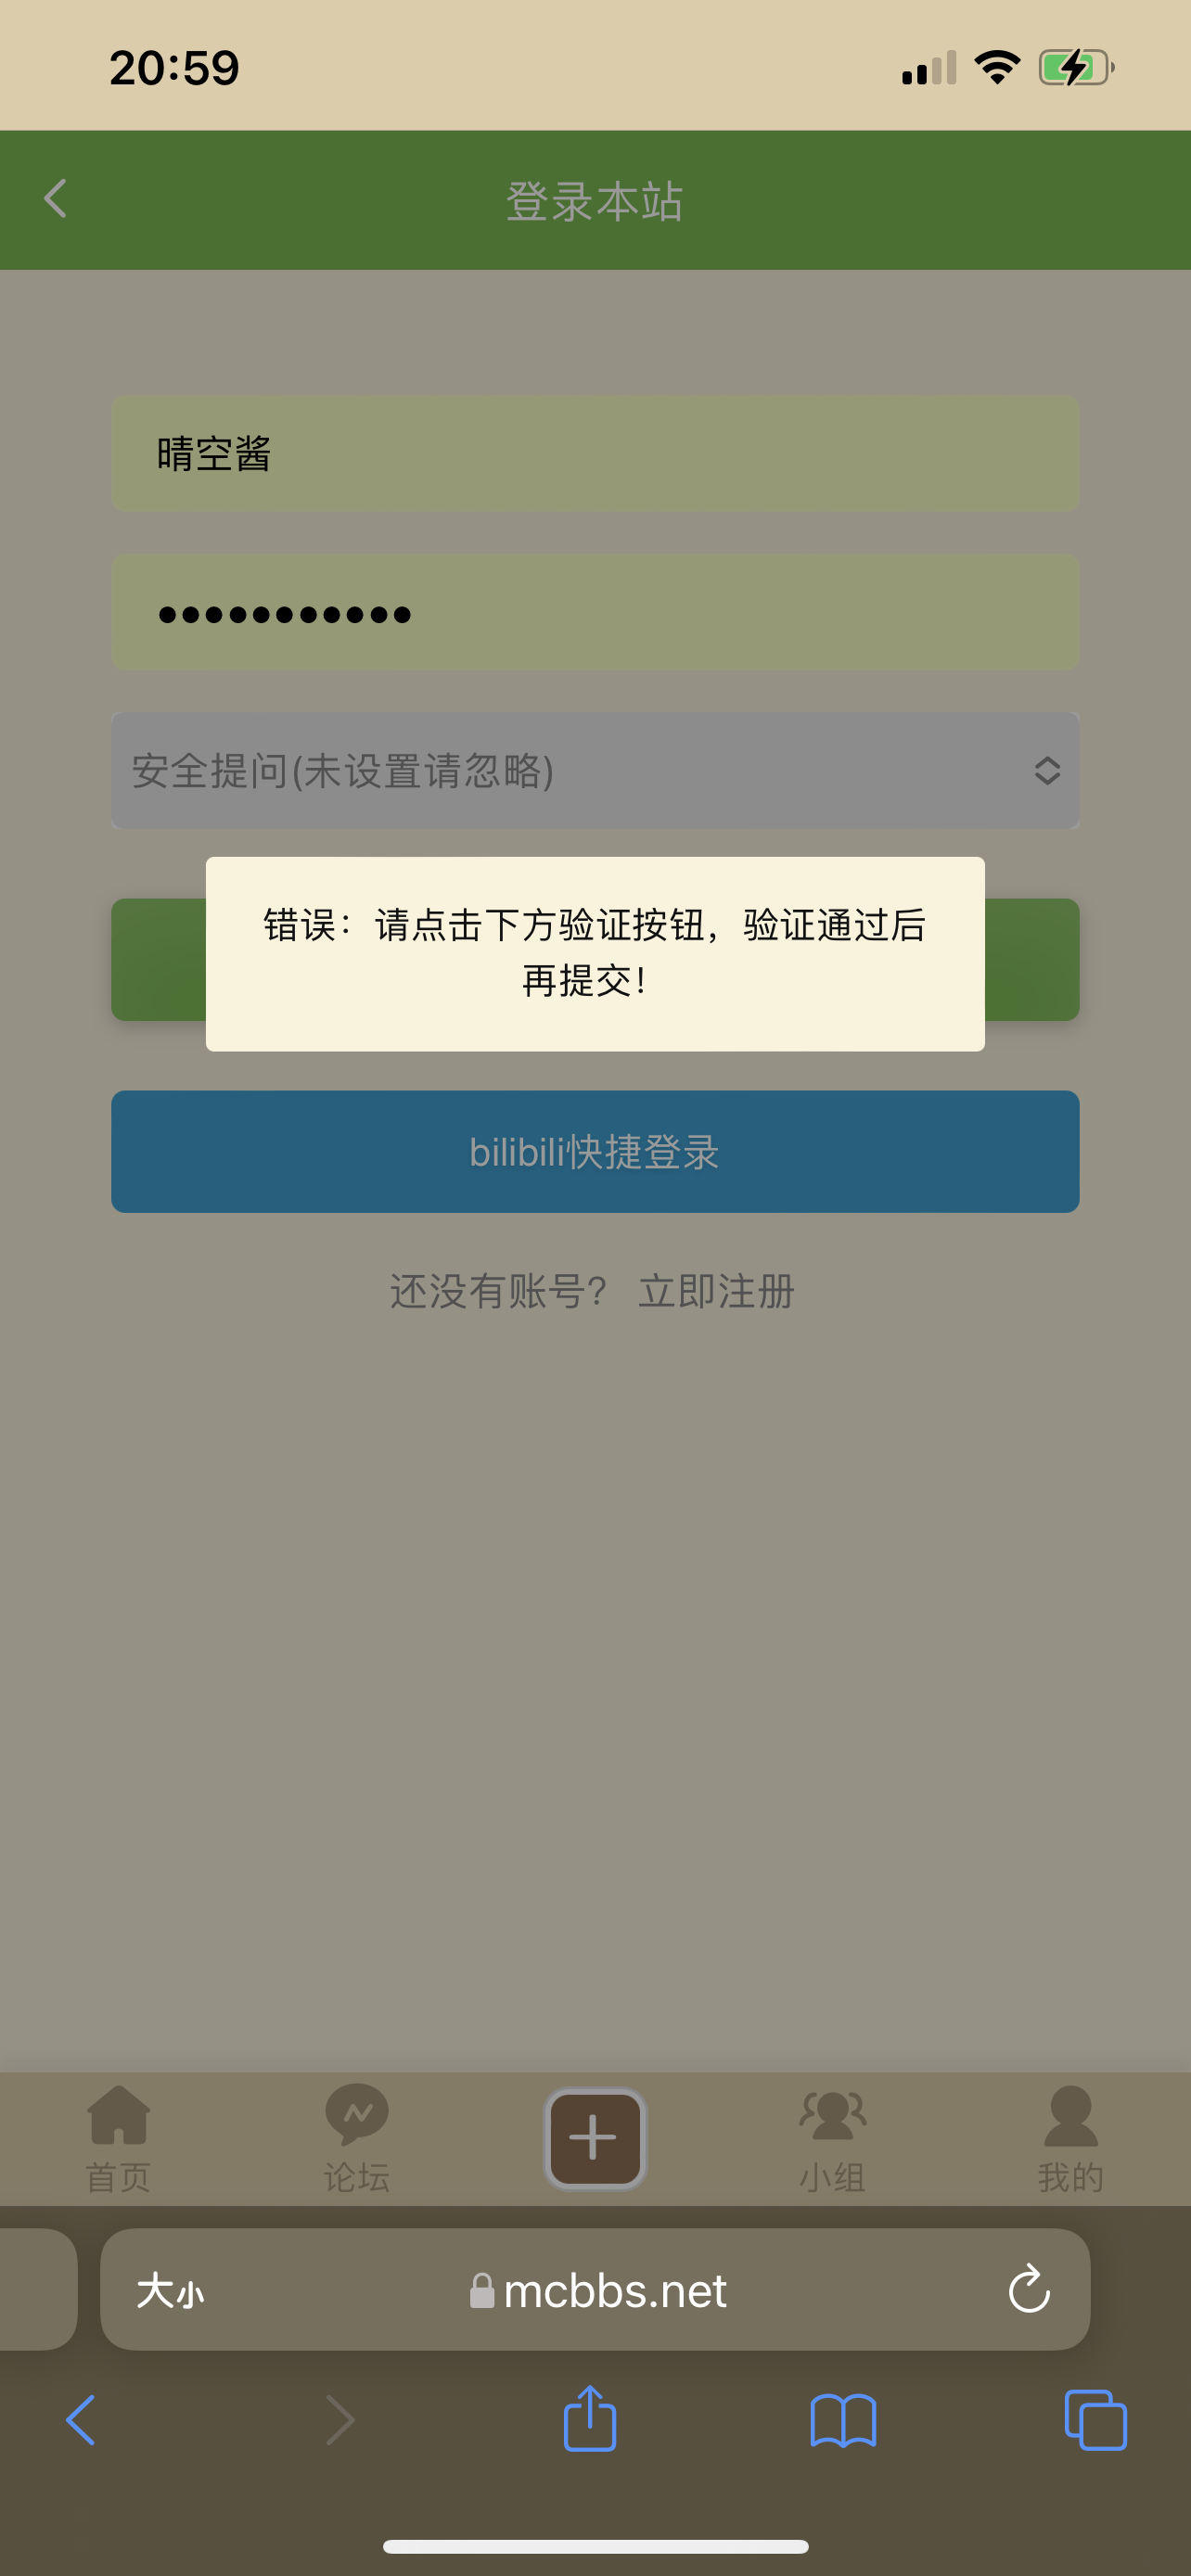 20:59
登录本站
晴空酱
•••••••••••
安全提问(未设置请忽略)
错误：请点击下方验证按钮，验证通过后
再提交！
bilibili快捷登录
还没有账号？ 立即注册
首页
论坛
小组
我的
大小
mcbbs.net